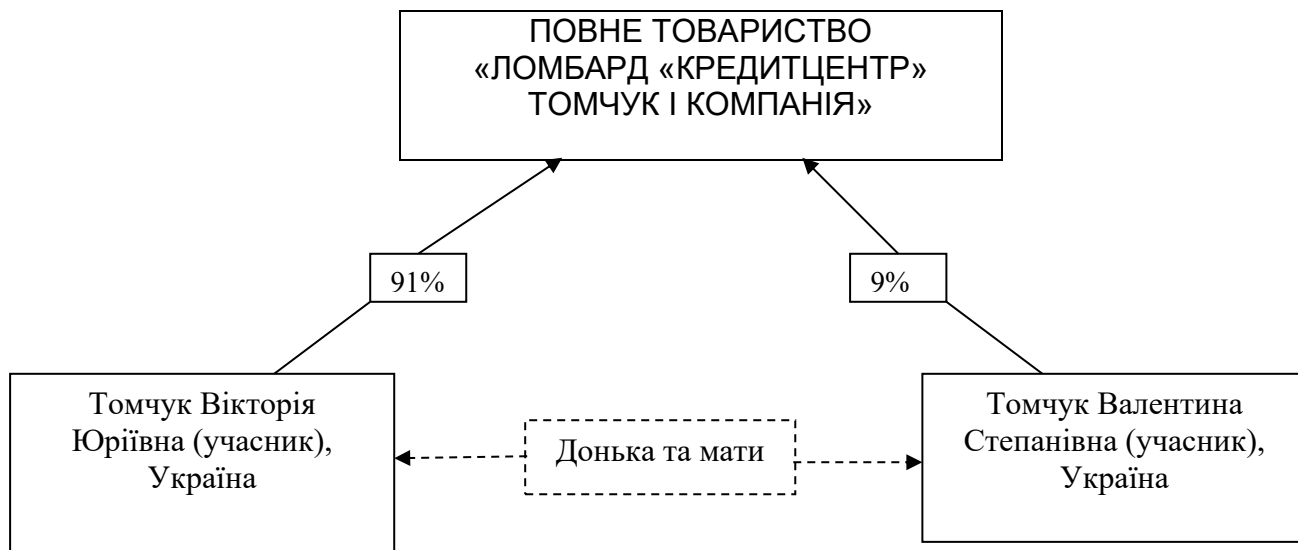 ПОВНЕ ТОВАРИСТВО
«ЛОМБАРД «КРЕДИТЦЕНТР»
ТОМЧУК І КОМПАНІЯ»
91%
9%
Томчук Вікторія
Юріївна (учасник),
Україна
Донька та мати
Томчук Валентина
Степанівна (учасник),
Україна